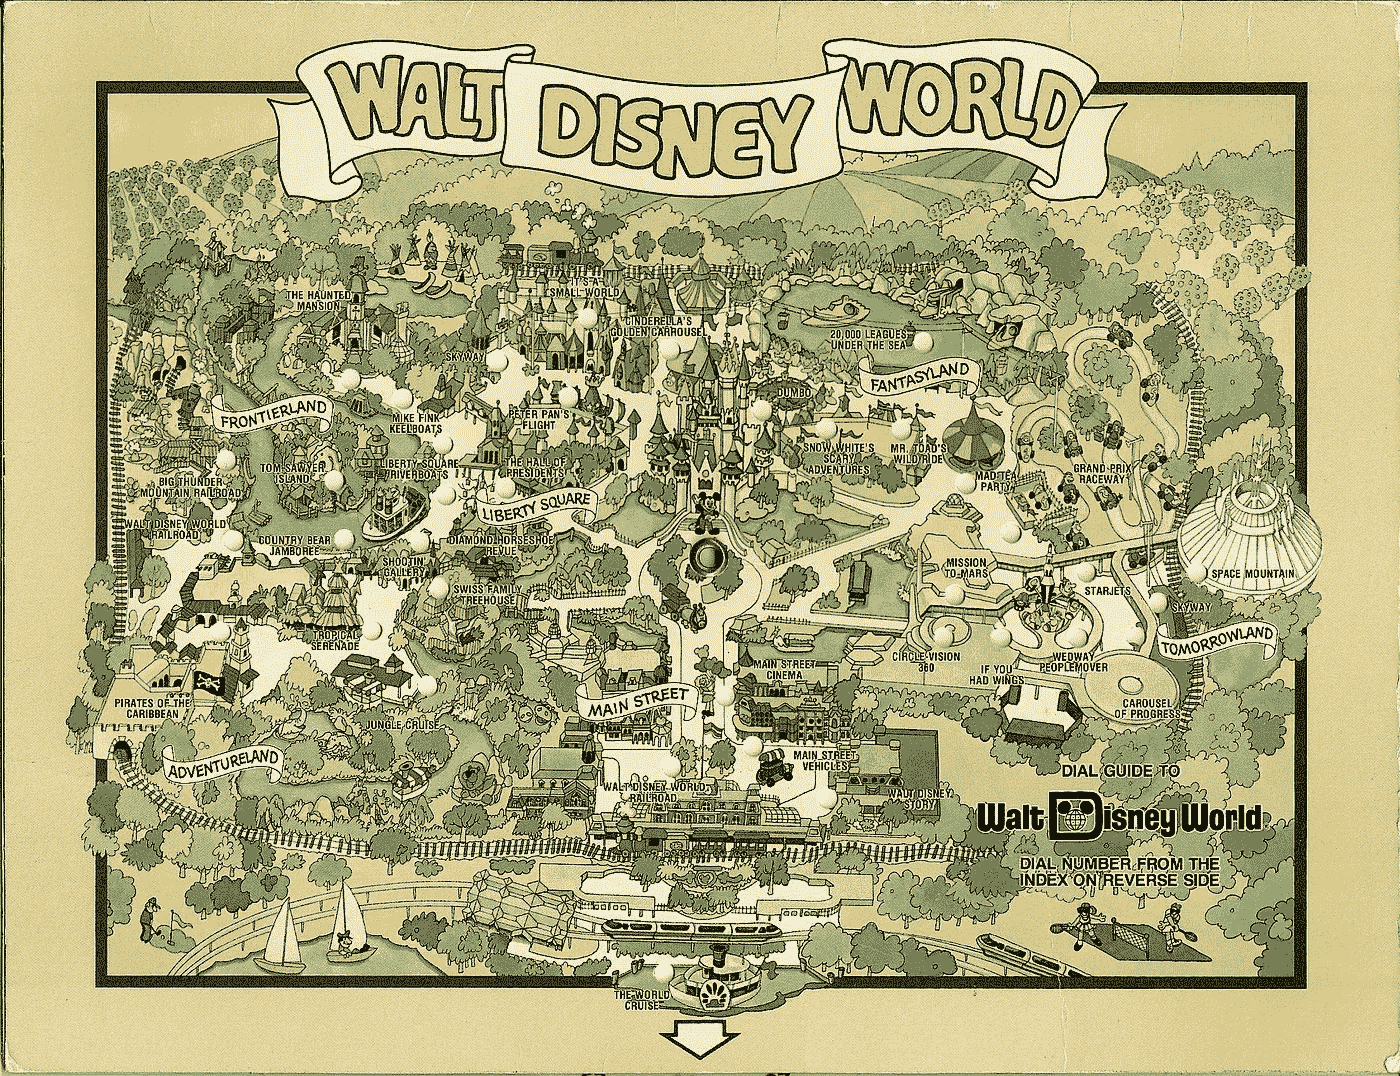 WALT DISNEY WORLD
IT'S A
SMALL WORLD
THE HAUNTED
MANSION
CINDERELLA'S
GOLDEN CARROUSEL
20,000 LEAGUES
UNDER THE SEA
SKYWAY
FANTASYLAND
DUMBO
FRONTIERLAND
MIKE FINK
KEELBOATS
PETER PAN'S
FLIGHT
SNOW WHITE'S
SCARY
ADVENTURES
MR. TOAD'S
WILD RIDE
TOM SAWYER
ISLAND
LIBERTY SQUARE
RIVERBOATS
THE HALL OF
PRESIDENTS
MAD TEA
PARTY
GRAND PRIX
RACEWAY
BIG THUNDER
MOUNTAIN RAILROAD
LIBERTY SQUARE
WALT DISNEY WORLD
RAILROAD
COUNTRY BEAR
JAMBOREE
DIAMOND HORSESHOE
REVUE
SHOOTIN'
GALLERY
MISSION
TO MARS
SPACE MOUNTAIN
SWISS FAMILY
TREEHOUSE
STARJETS
SKYWAY
TROPICAL
SERENADE
TOMORROWLAND
CIRCLE-VISION
360
IF YOU
HAD WINGS
WEDWAY
PEOPLEMOVER
MAIN STREET
CINEMA
MAIN STREET
PIRATES OF THE
CARIBBEAN
CAROUSEL
OF PROGRESS
JUNGLE CRUISE
ADVENTURELAND
MAIN STREET
VEHICLES
WALT DISNEY WORLD
RAILROAD
WALT DISNEY
STORY
DIAL GUIDE TO
Walt Disney World
DIAL NUMBER FROM THE
INDEX ON REVERSE SIDE
THE WORLD
CRUISE